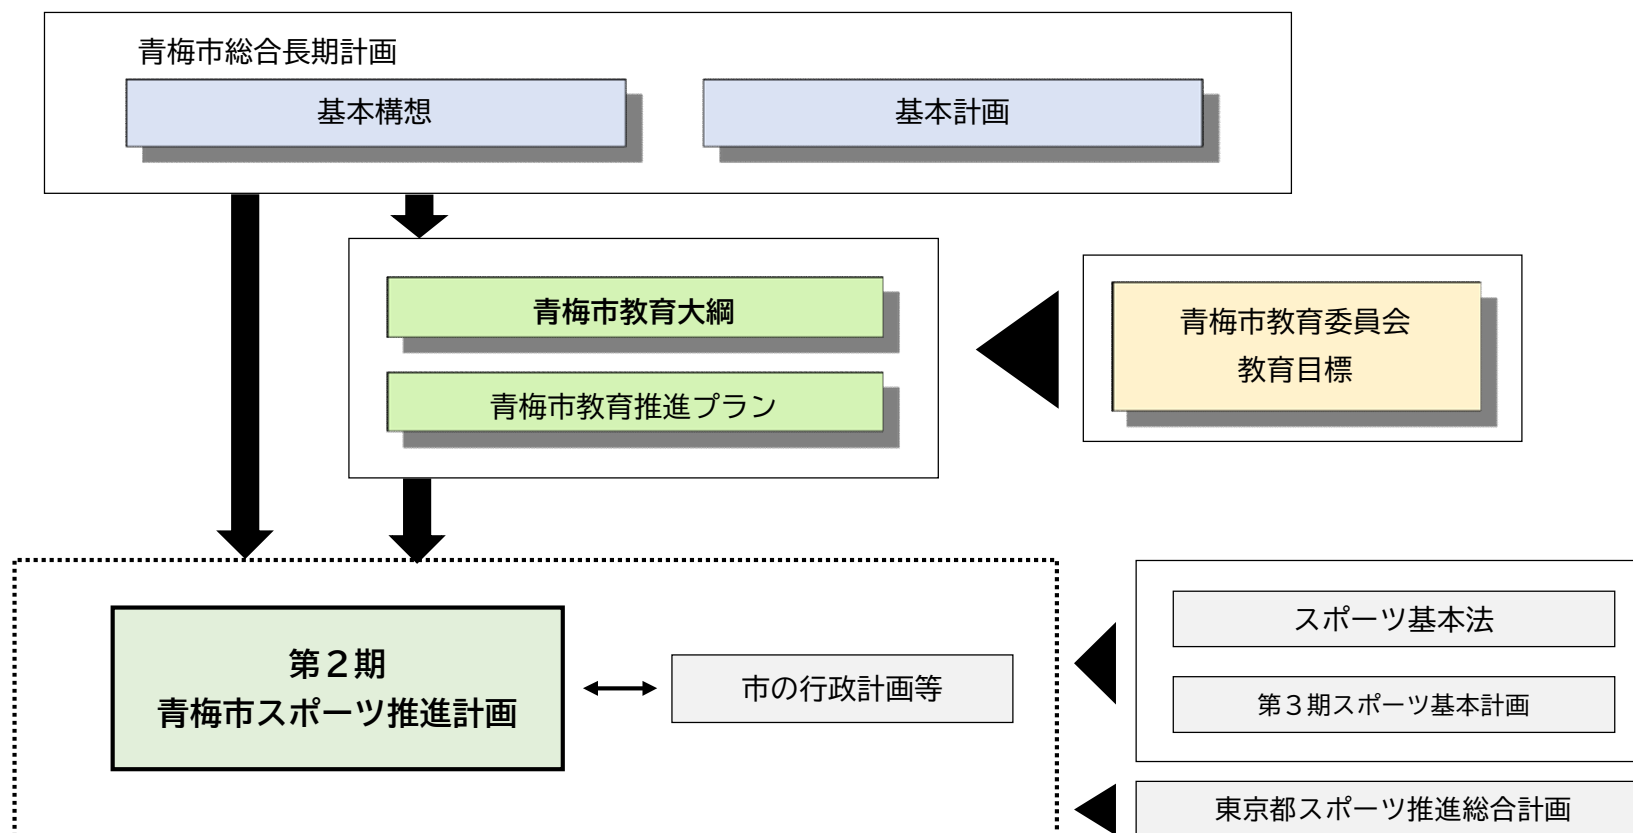 青梅市総合長期計画
基本構想
基本計画
青梅市教育大綱
青梅市教育推進プラン
青梅市教育委員会
教育目標
第２期
青梅市スポーツ推進計画
市の行政計画等
スポーツ基本法
第３期スポーツ基本計画
東京都スポーツ推進総合計画